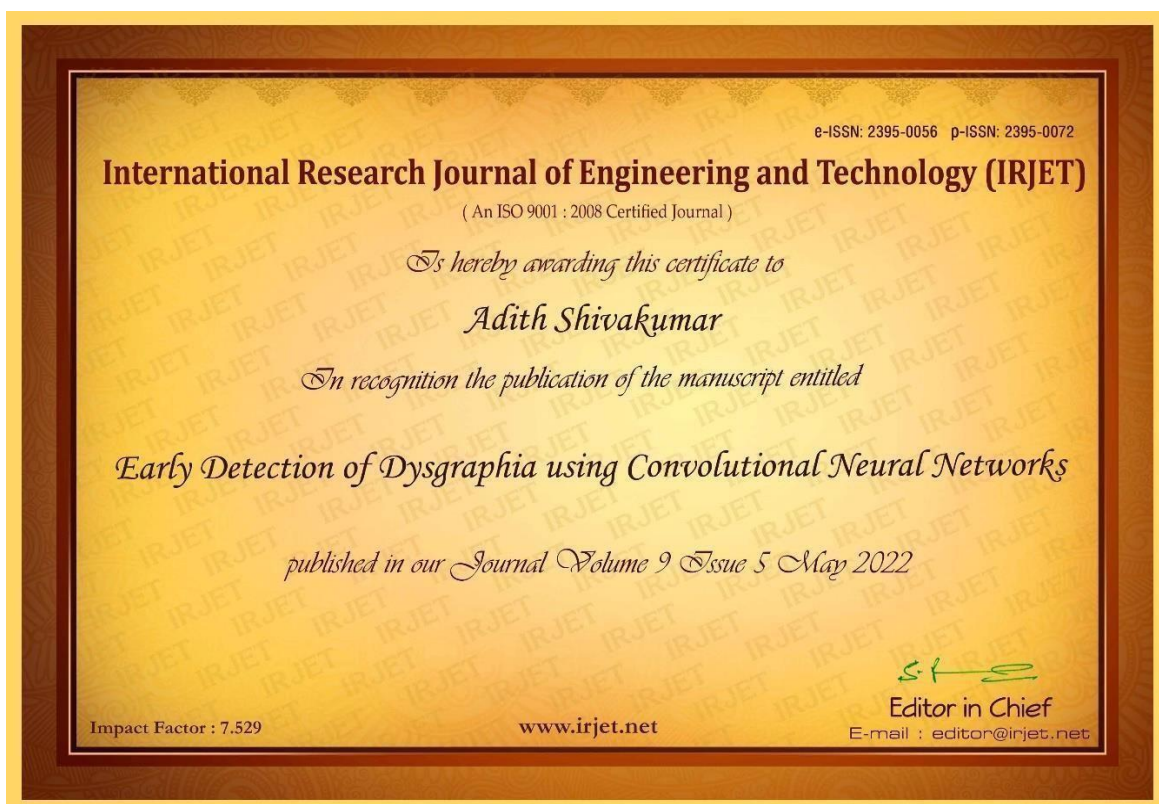 e-ISSN: 2395-0056 p-ISSN: 2395-0072
International Research Journal of Engineering and Technology (IRJET)
( An ISO 9001 : 2008 Certified Journal )
Is hereby awarding this certificate to
Adith Shivakumar
In recognition the publication of the manuscript entitled
Early Detection of Dysgraphia using Convolutional Neural Networks
published in our Journal Volume 9 Issue 5 May 2022
Editor in Chief
Impact Factor : 7.529 www.irjet.net E-mail : editor@irjet.net